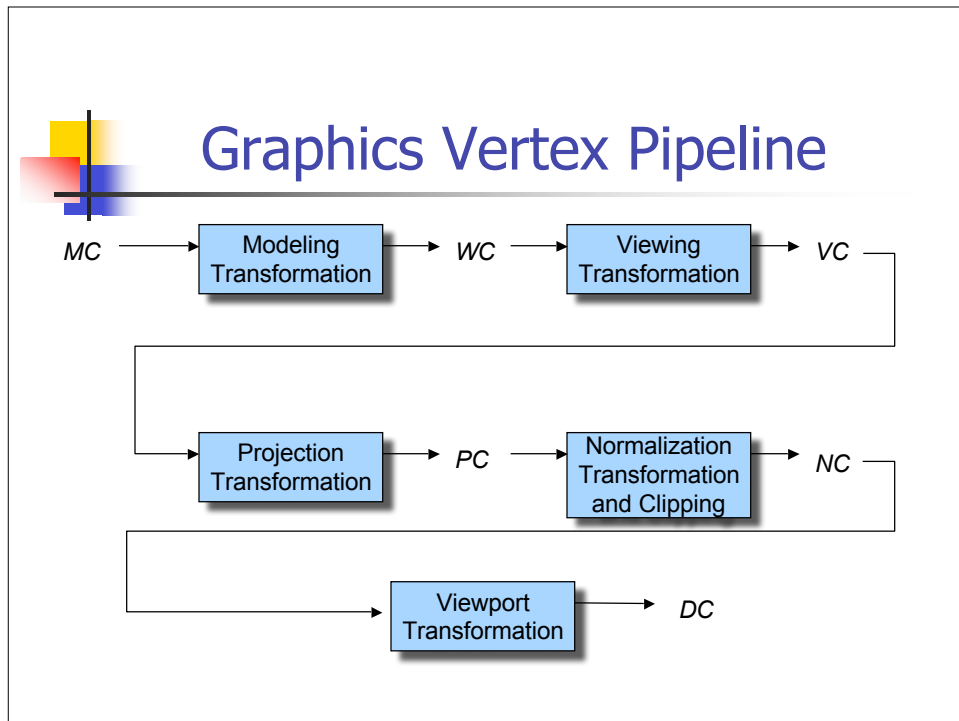 Graphics Vertex Pipeline
MC
Modeling
Transformation
WC
Viewing
Transformation
VC
Projection
Transformation
PC
Normalization
Transformation
and Clipping
NC
Viewport
Transformation
DC